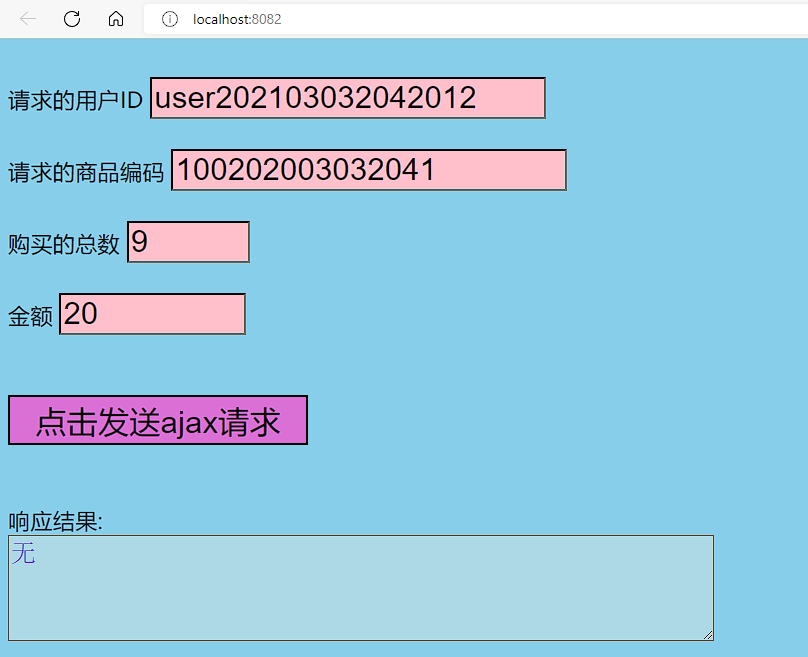 localhost:8082
请求的用户ID user202103032042012
请求的商品编码 100202003032041
购买的总数 9
金额 20
点击发送ajax请求
响应结果:
无